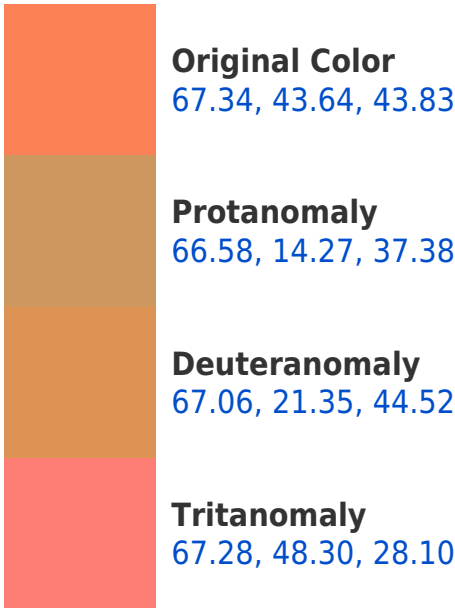 Original Color
67.34, 43.64, 43.83
Protanomaly
66.58, 14.27, 37.38
Deuteranomaly
67.06, 21.35, 44.52
Tritanomaly
67.28, 48.30, 28.10